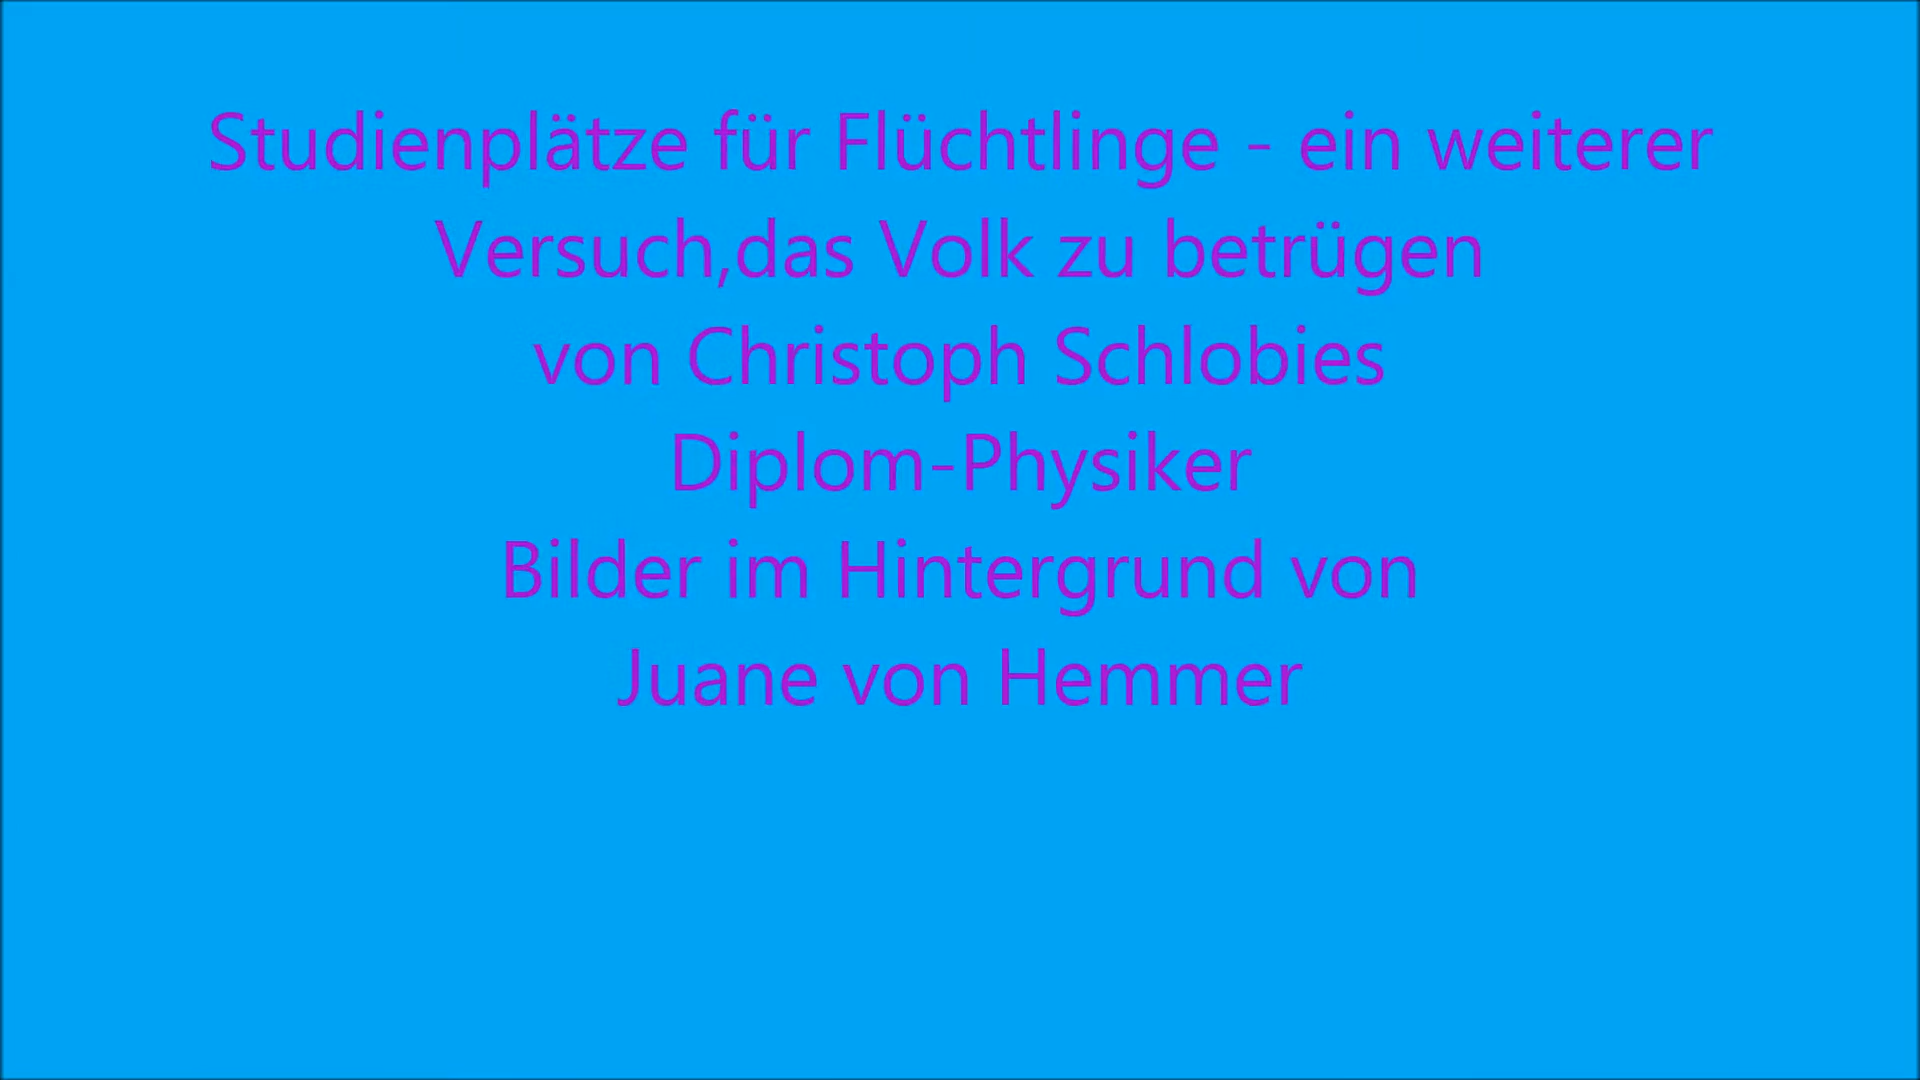 Studienplätze für Flüchtlinge - ein weiterer
Versuch,das Volk zu betrügen
von Christoph Schlobies
Diplom-Physiker
Bilder im Hintergrund von
Juane von Hemmer